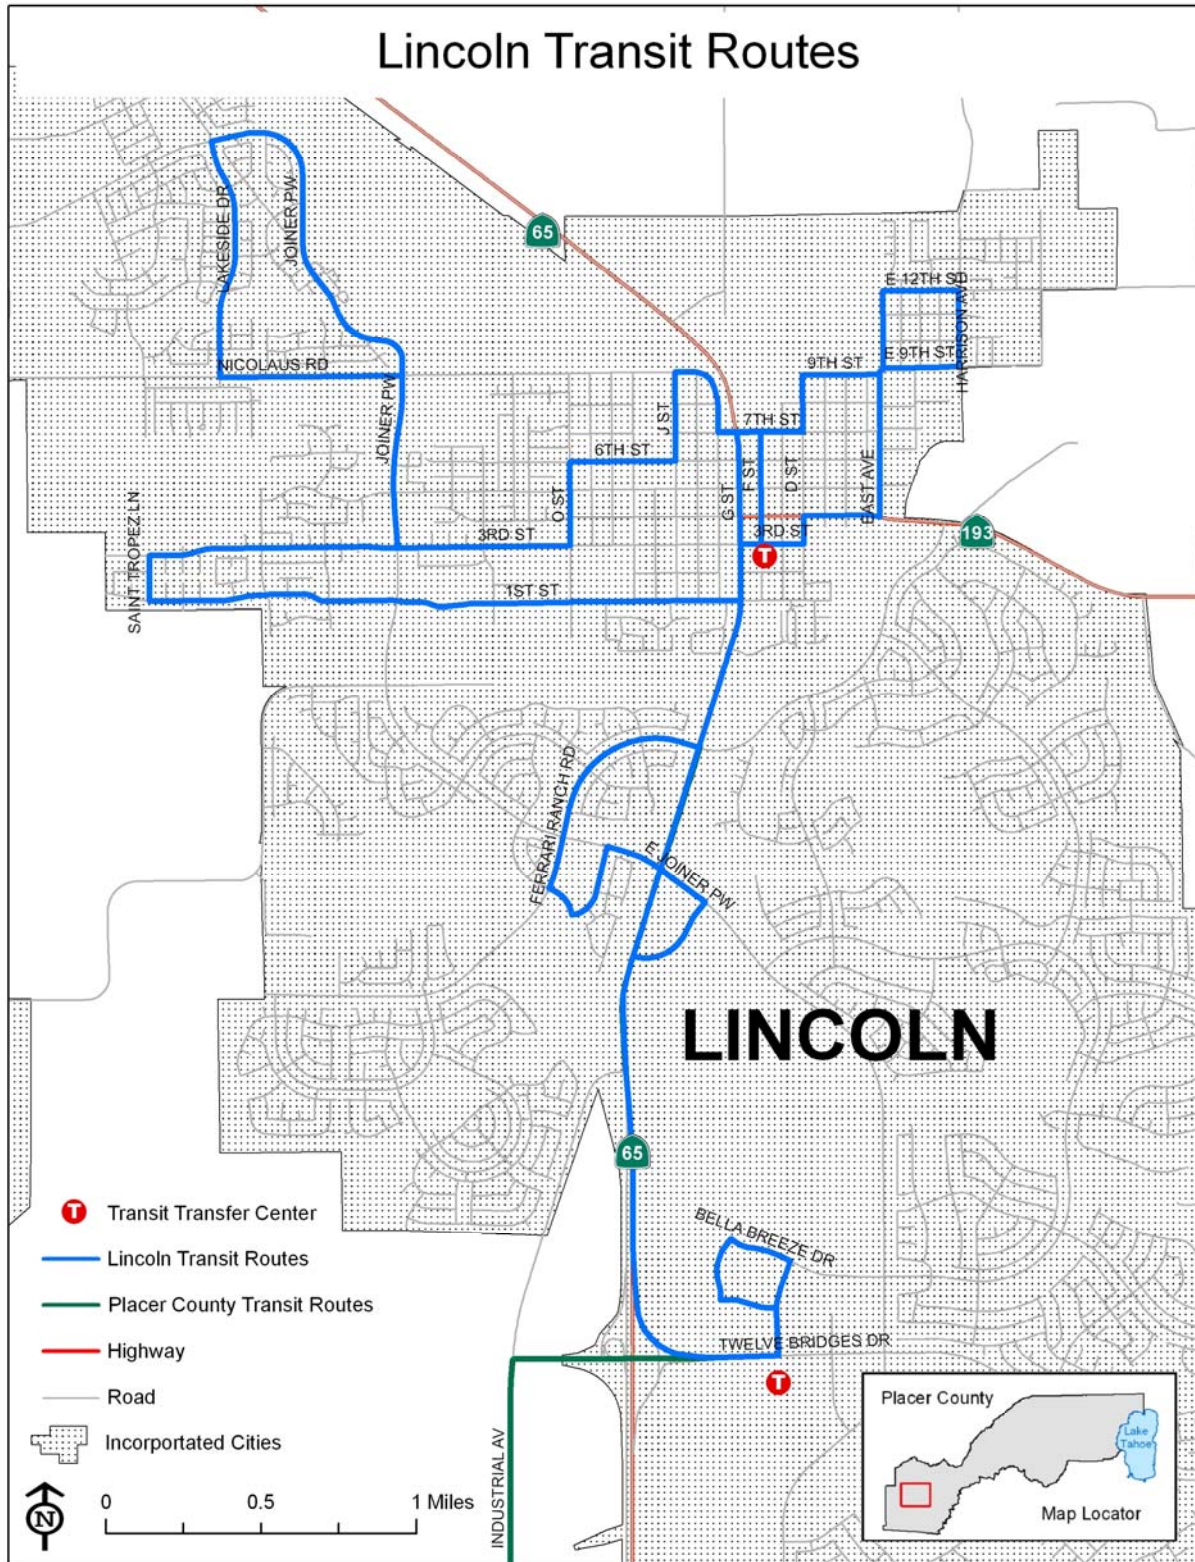 Lincoln Transit Routes
65
LAKESIDE DR
JOINER PW
E 12TH ST
HARRISON AVE
E 9TH ST
9TH ST
NICOLAUS RD
JOINER PW
J ST
7TH ST
6TH ST
O ST
G ST
F ST
D ST
EAST AVE
3RD ST
3RD ST
193
T
SAINT TROPEZ LN
1ST ST
FERRARI RANCH RD
E JOINER PW
LINCOLN
65
BELLA BREEZE DR
TWELVE BRIDGES DR
T
INDUSTRIAL AV
T Transit Transfer Center
Lincoln Transit Routes
Placer County Transit Routes
Highway
Road
Incorportated Cities
N
0 0.5 1 Miles
Placer County
Lake
Tahoe
Map Locator